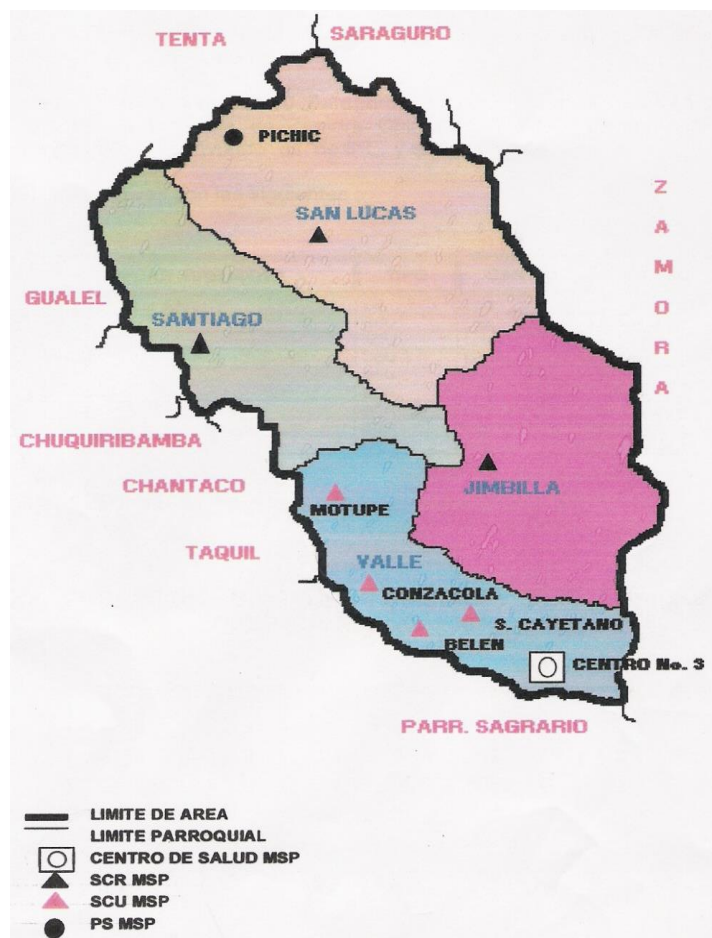 TENTA
SARAGURO
PICHIC
ZAMORA
SAN LUCAS
GUALEL
SANTIAGO
CHUQUIRIBAMBA
CHANTACO
JIMBILLA
MOTUPE
TAQUIL
VALLE
CONZACOLA
S. CAYETANO
BELEN
CENTRO No. 3
PARR. SAGRARIO
LIMITE DE AREA
LIMITE PARROQUIAL
CENTRO DE SALUD MSP
SCR MSP
SCU MSP
PS MSP